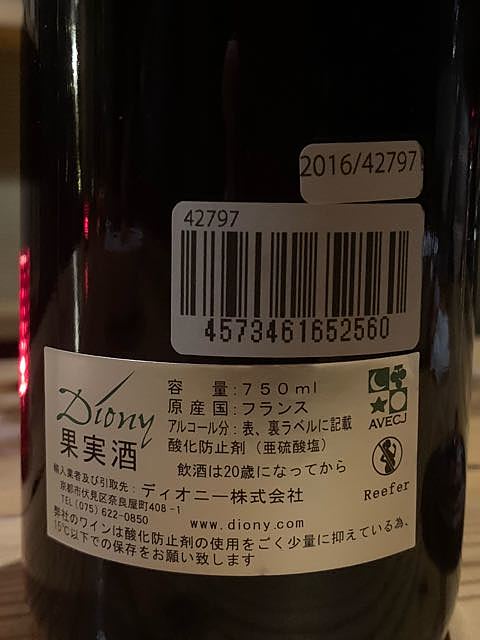 2016/42797
42797
4573461652560
Diony
果実酒
容　量:７５０ml
原産国:フランス
アルコール分:表、裏ラベルに記載
酸化防止剤（亜硫酸塩）
飲酒は20歳になってから
AVECJ
Reefer
輸入業者及び引取先：ディオニー株式会社
京都市伏見区奈良屋町408-1
TEL(075)622-0850
www.diony.com
弊社のワインは酸化防止剤の使用をごく少量に抑えている為、
15℃以下での保存をお願い致します